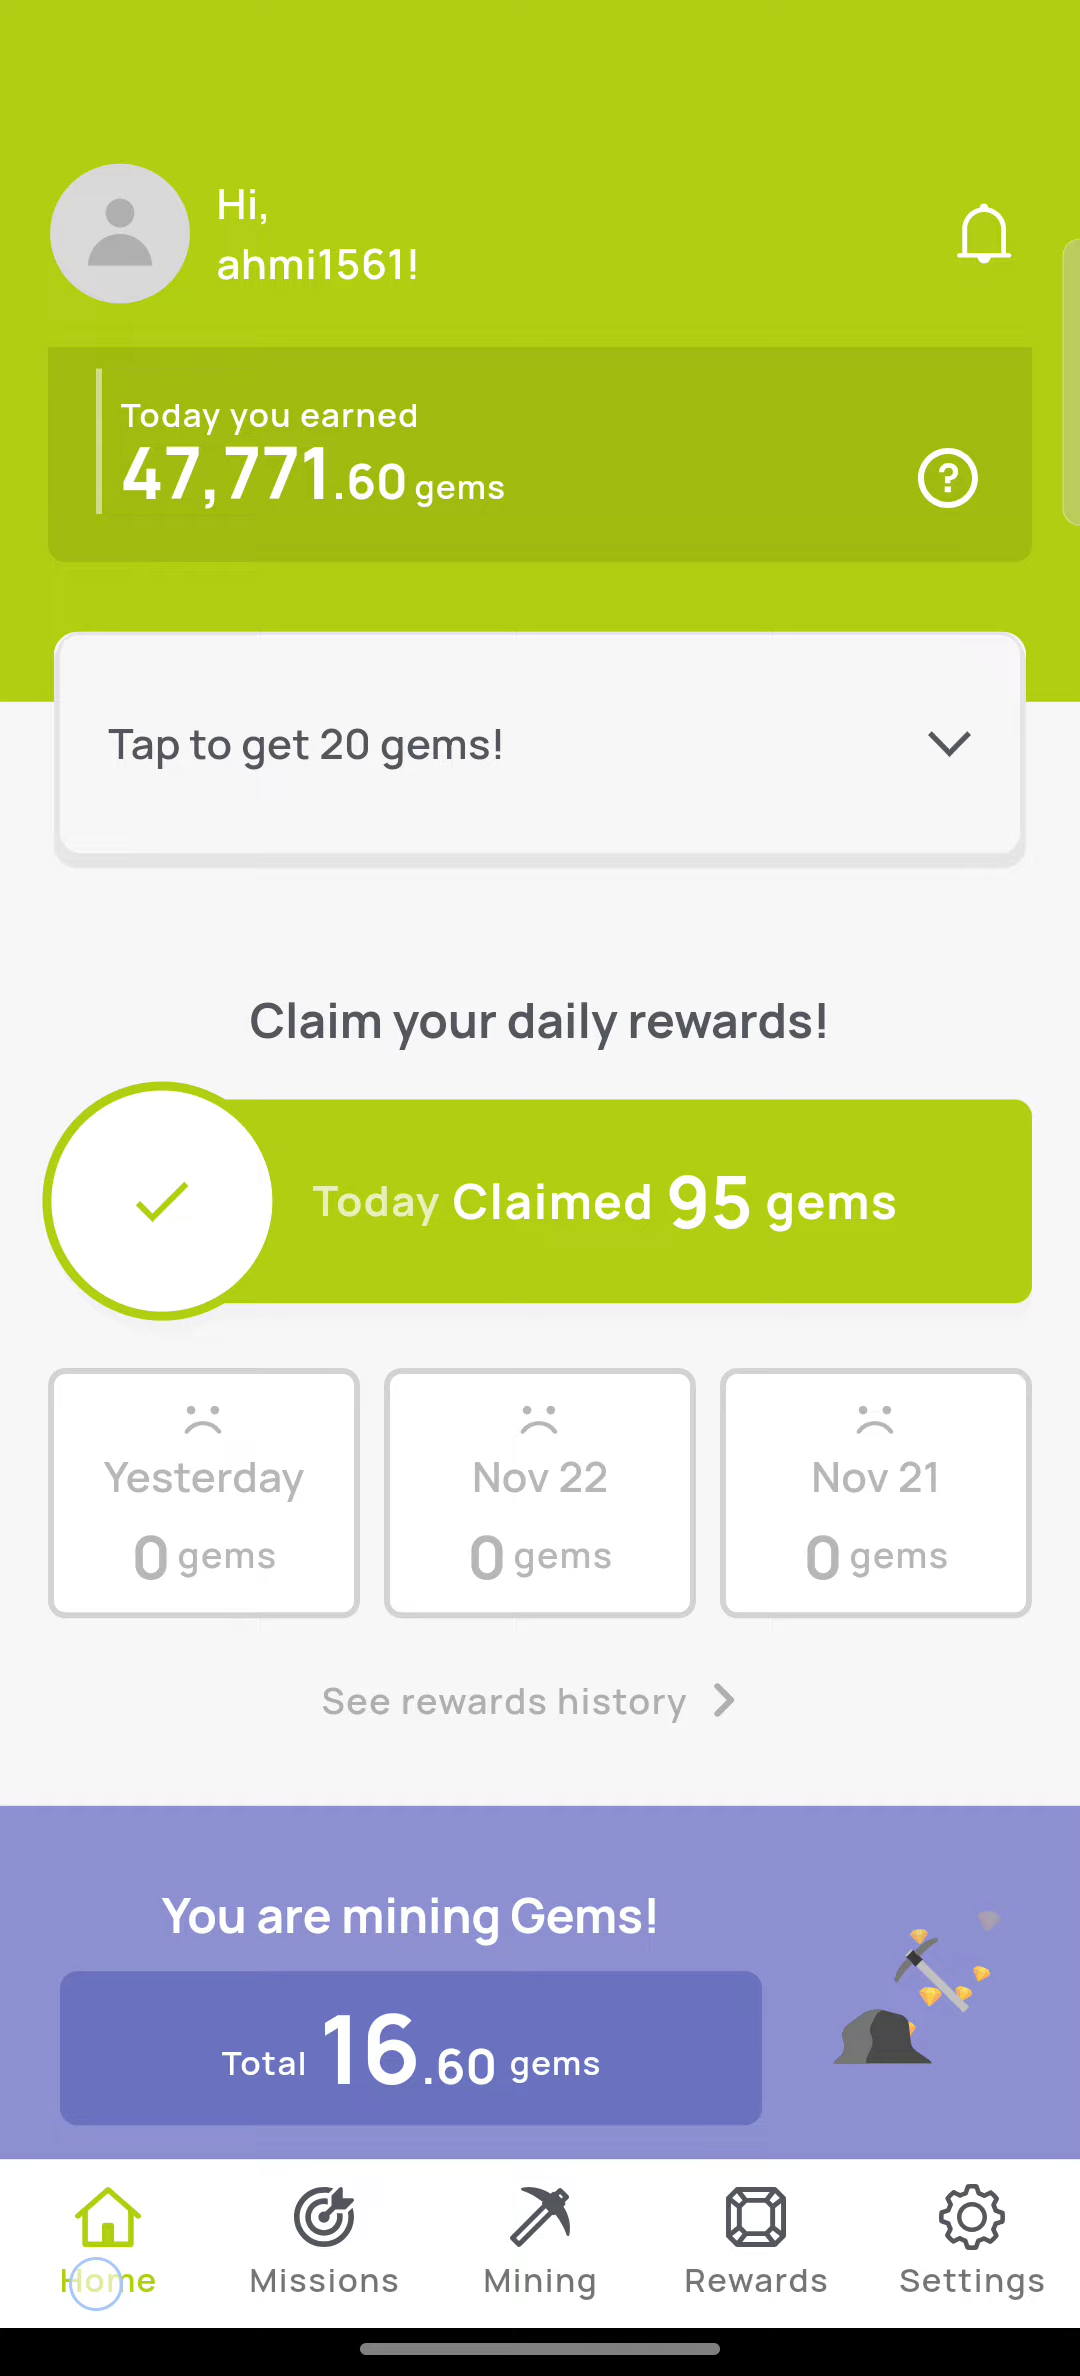 Hi,
ahmi1561!
Today you earned
47,771.60 gems
?
Tap to get 20 gems!
Claim your daily rewards!
Today Claimed 95 gems
Yesterday
0 gems
Nov 22
0 gems
Nov 21
0 gems
See rewards history
You are mining Gems!
Total 16.60 gems
Home
Missions
Mining
Rewards
Settings